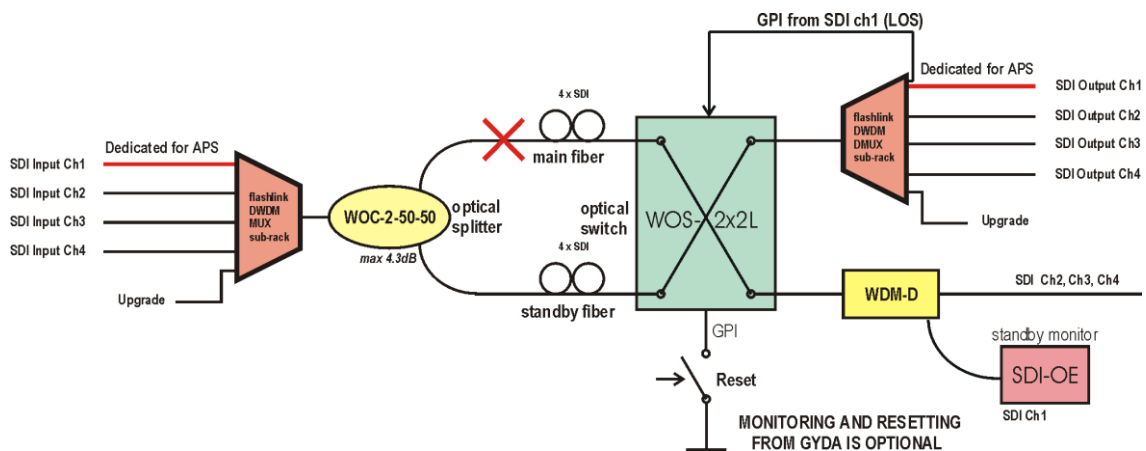 GPI from SDI ch1 (LOS)
Dedicated for APS
SDI Output Ch1
SDI Output Ch2
SDI Output Ch3
SDI Output Ch4
flashlink
DWDM
DMUX
sub-rack
Upgrade
4 x SDI
main fiber
Dedicated for APS
SDI Input Ch1
SDI Input Ch2
SDI Input Ch3
SDI Input Ch4
flashlink
DWDM
MUX
sub-rack
Upgrade
WOC-2-50-50
optical
splitter
max 4.3dB
optical
switch
WOS-2x2L
4 x SDI
standby fiber
GPI
Reset
WDM-D
SDI Ch2, Ch3, Ch4
standby monitor
SDI-OE
SDI Ch1
MONITORING AND RESETTING
FROM GYDA IS OPTIONAL